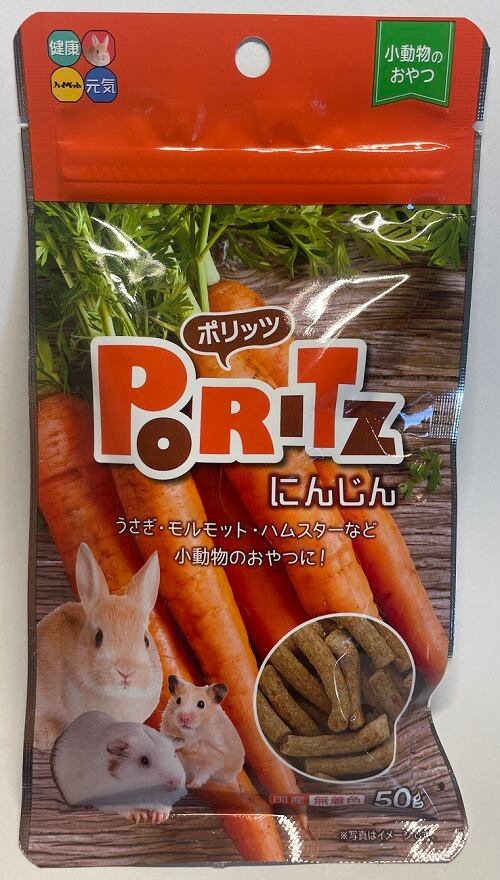 健康
ハイペット
元気
小動物の
おやつ
ポリッツ
PORITZ
にんじん
うさぎ・モルモット・ハムスターなど
小動物のおやつに!
国産 無着色 50g
※写真はイメージです。